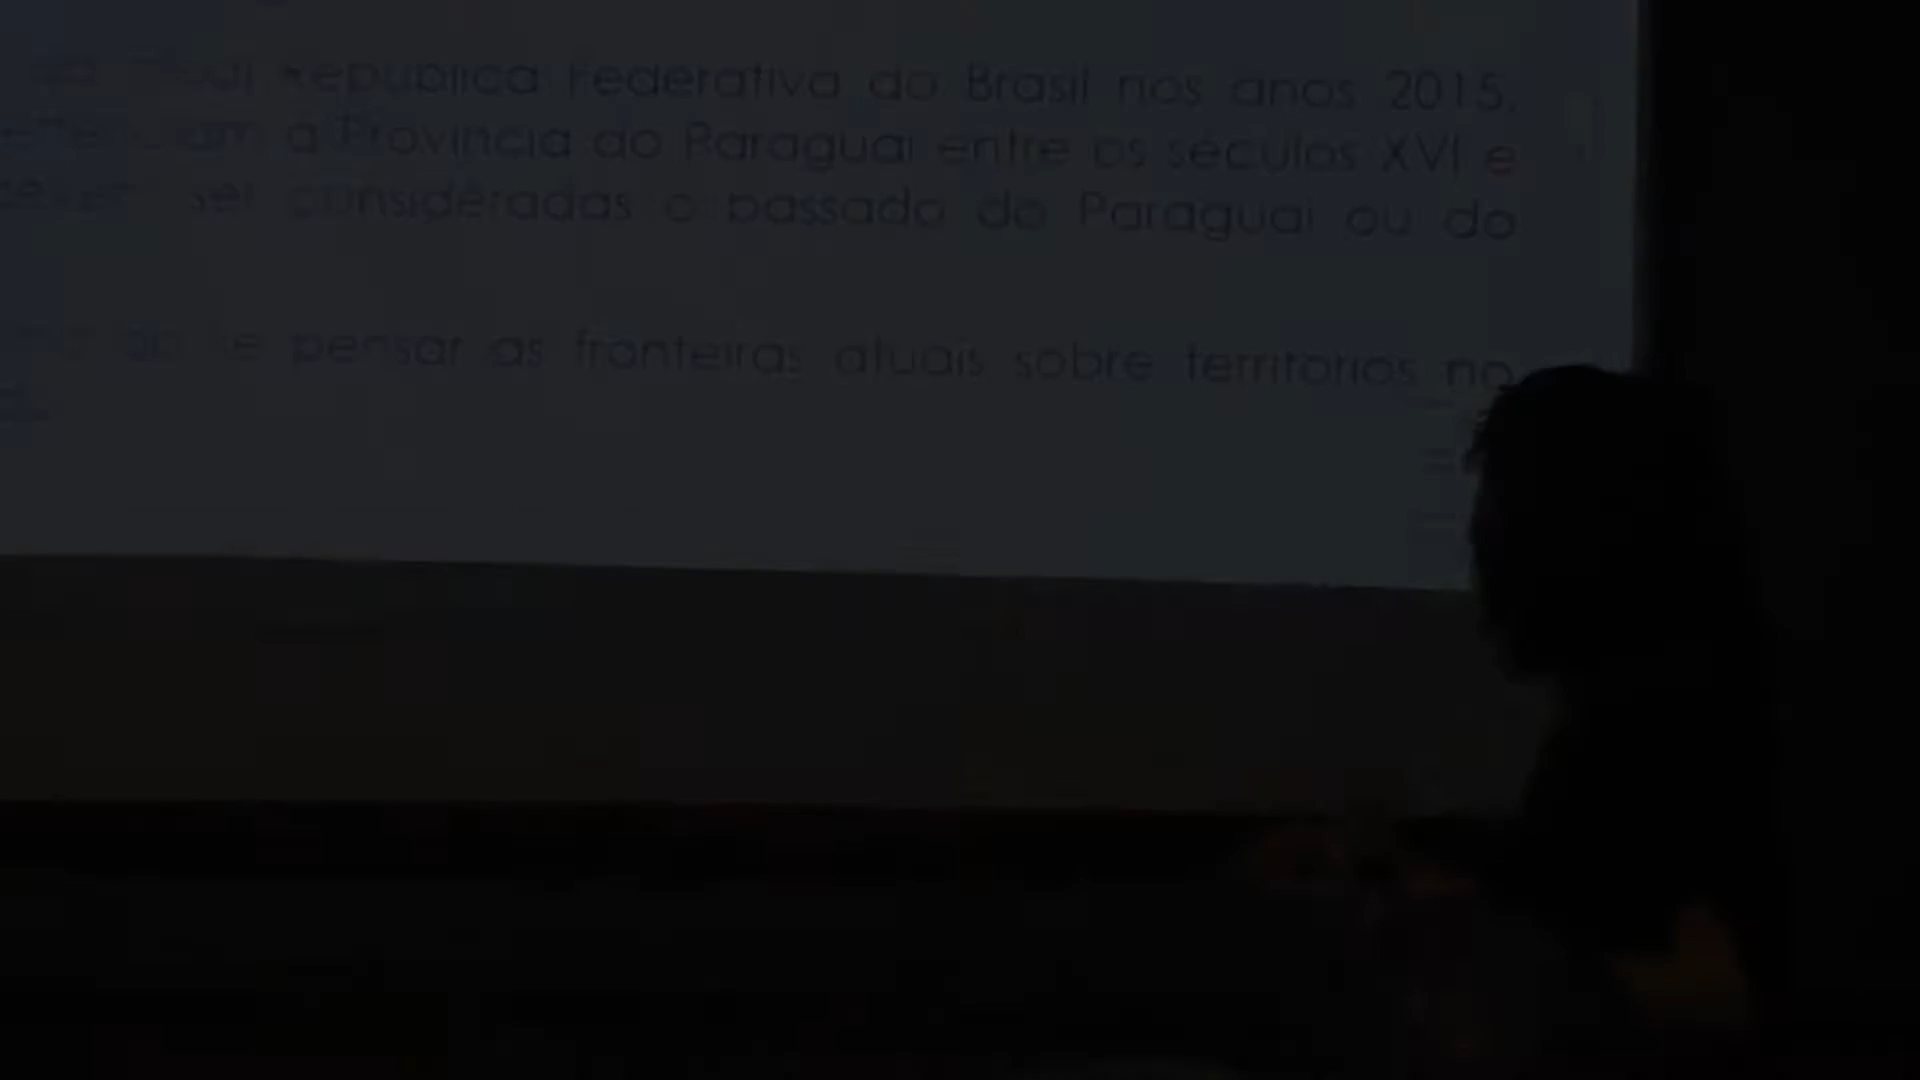 República Federativa do Brasil nos anos 2015,
a Província do Paraguai entre os séculos XVI e
ser consideradas o passado do Paraguai ou do
pensar as fronteiras atuais sobre territórios no